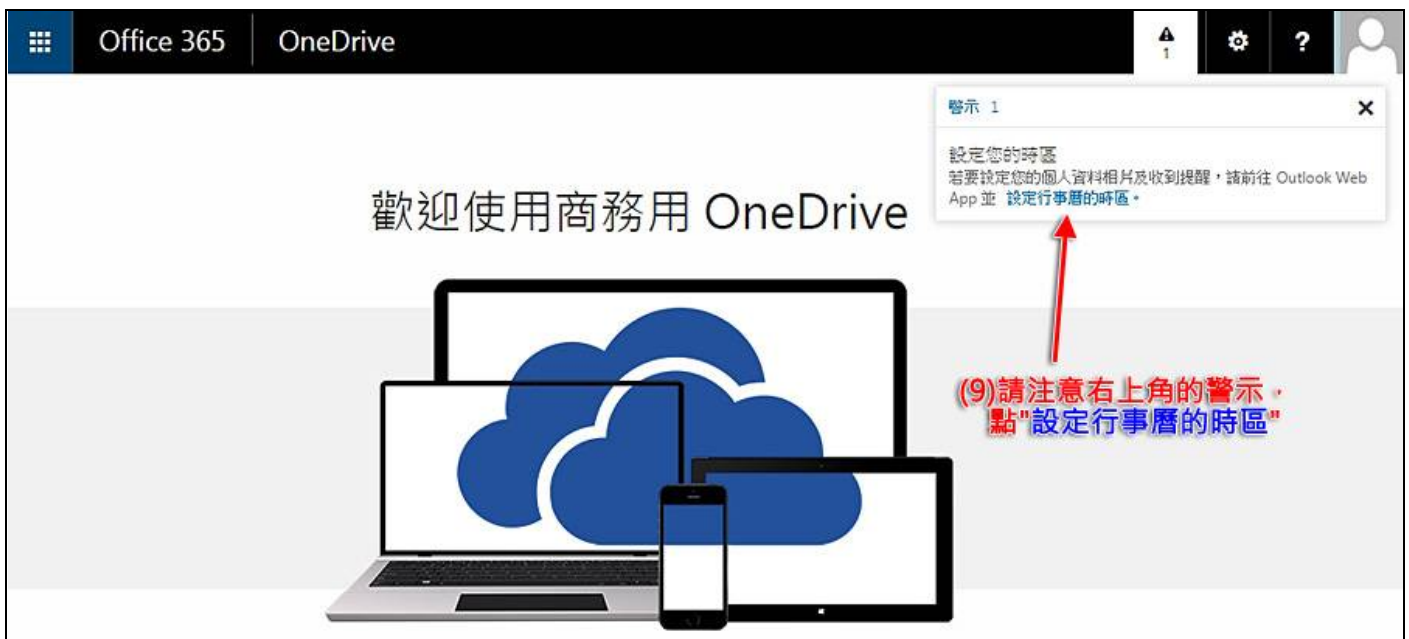 Office 365 OneDrive 1 ?
警示 1
設定您的時區
若要設定您的個人資料相片及收到提醒，請前往 Outlook Web
App 並 設定行事曆的時區。
歡迎使用商務用 OneDrive
(9)請注意右上角的警示，
點"設定行事曆的時區"